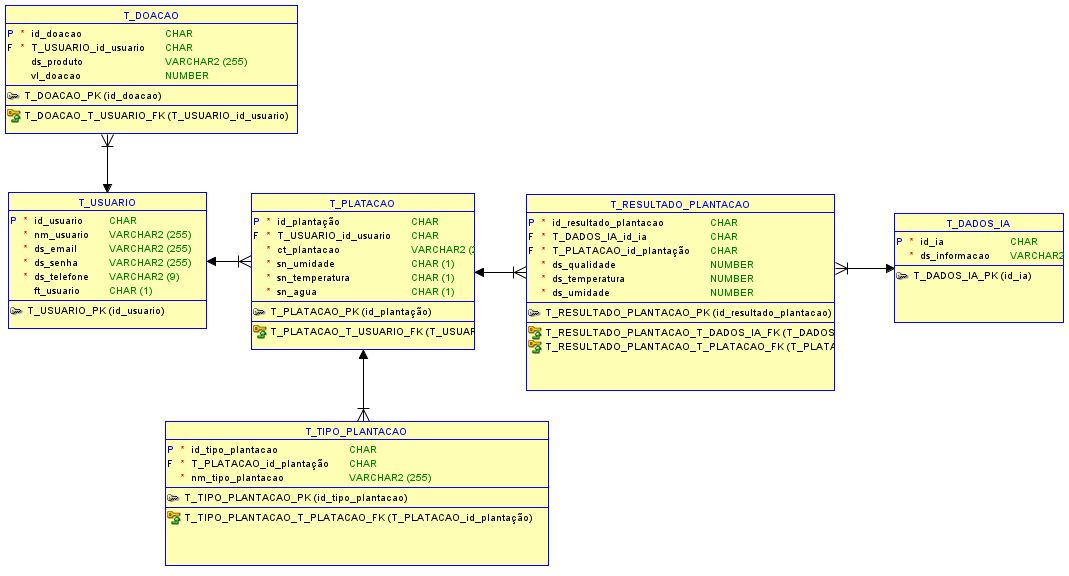 T_DOACAO
P * id_doacao CHAR
F * T_USUARIO_id_usuario CHAR
ds_produto VARCHAR2 (255)
vl_doacao NUMBER
T_DOACAO_PK (id_doacao)
T_DOACAO_T_USUARIO_FK (T_USUARIO_id_usuario)
T_USUARIO
P * id_usuario CHAR
* nm_usuario VARCHAR2 (255)
* ds_email VARCHAR2 (255)
* ds_senha VARCHAR2 (255)
* ds_telefone VARCHAR2 (9)
ft_usuario CHAR (1)
T_USUARIO_PK (id_usuario)
T_PLATACAO
P * id_plantação CHAR
F * T_USUARIO_id_usuario CHAR
* ct_plantacao VARCHAR2 (2
* sn_umidade CHAR (1)
* sn_temperatura CHAR (1)
* sn_agua CHAR (1)
T_PLATACAO_PK (id_plantação)
T_PLATACAO_T_USUARIO_FK (T_USUAR
T_RESULTADO_PLANTACAO
P * id_resultado_plantacao CHAR
F * T_DADOS_IA_id_ia CHAR
F * T_PLATACAO_id_plantação CHAR
* ds_qualidade NUMBER
* ds_temperatura NUMBER
* ds_umidade NUMBER
T_RESULTADO_PLANTACAO_PK (id_resultado_plantacao)
T_RESULTADO_PLANTACAO_T_DADOS_IA_FK (T_DADOS
T_RESULTADO_PLANTACAO_T_PLATACAO_FK (T_PLATA
T_DADOS_IA
P * id_ia CHAR
* ds_informacao VARCHAR2
T_DADOS_IA_PK (id_ia)
T_TIPO_PLANTACAO
P * id_tipo_plantacao CHAR
F * T_PLATACAO_id_plantação CHAR
* nm_tipo_plantacao VARCHAR2 (255)
T_TIPO_PLANTACAO_PK (id_tipo_plantacao)
T_TIPO_PLANTACAO_T_PLATACAO_FK (T_PLATACAO_id_plantação)